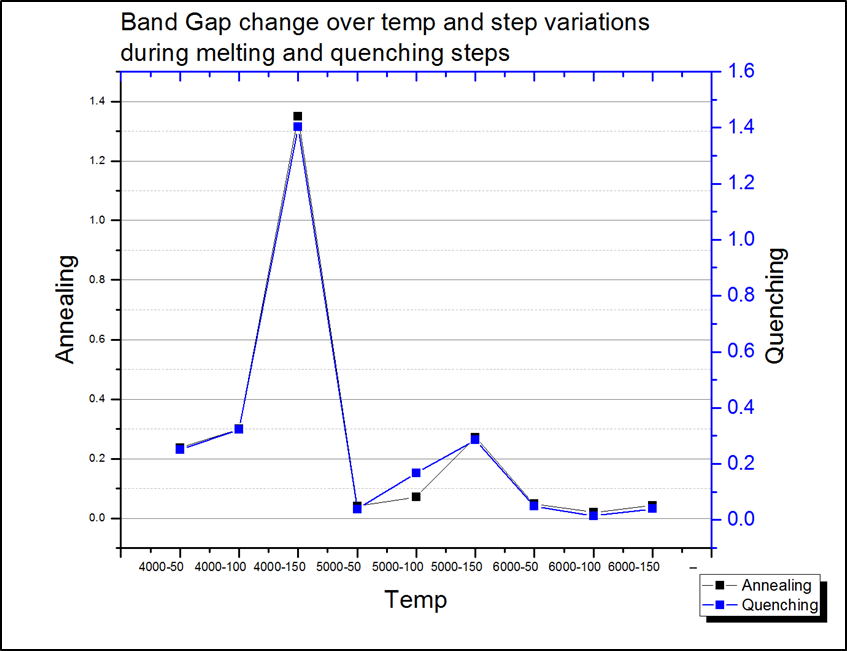 Band Gap change over temp and step variations
during melting and quenching steps
1.6
1.4
1.4
1.2
1.2
1.0
1.0
0.8
0.8
0.6
0.6
0.4
0.4
0.2
0.2
0.0
0.0
Annealing
Quenching
4000-50 4000-100 4000-150 5000-50 5000-100 5000-150 6000-50 6000-100 6000-150 --
Temp
Annealing
Quenching